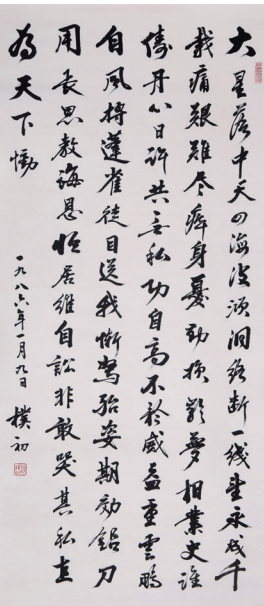 大星落中天四海波澒洞終斷一線望永成千
載痛艱難盡瘁身憂勤損齡夢相業史誰
儔丹心日許共无私功自高不矜威益重雲鵬
自風摶蓬雀徒目送我慚駑駘姿期効鉛刀
用長思教誨恩恒居維自訟非敢哭其私直
為天下慟
一九八六年一月九日 樸初